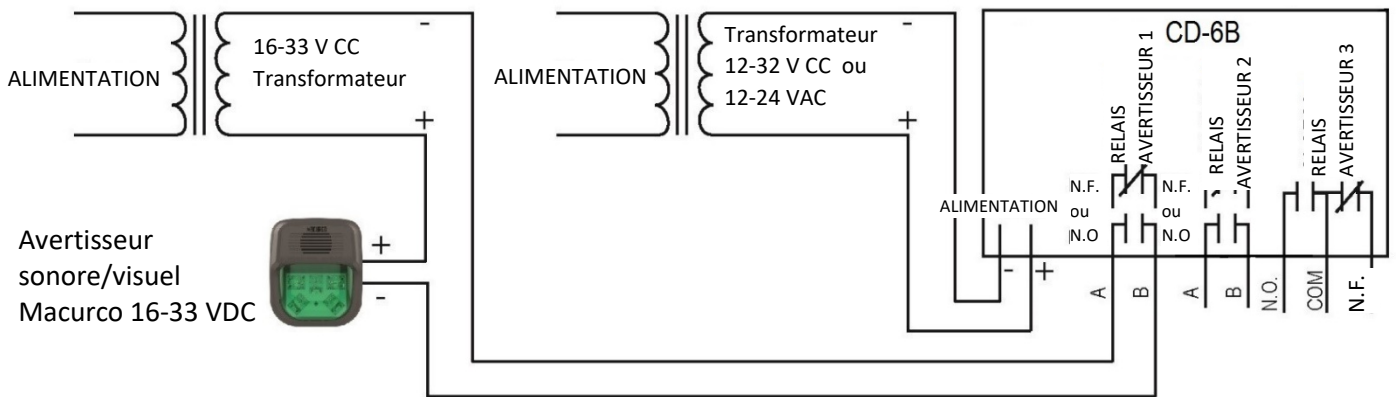 ALIMENTATION
-
16-33 V CC
Transformateur
+
Avertisseur
sonore/visuel
Macurco 16-33 VDC
+
-
ALIMENTATION
-
Transformateur
12-32 V CC ou
12-24 VAC
+
CD-6B
ALIMENTATION
-
+
N.F.
ou
N.O
RELAIS
AVERTISSEUR 1
N.F.
ou
N.O
RELAIS
AVERTISSEUR 2
RELAIS
AVERTISSEUR 3
A
B
A
B
N.O.
COM
N.F.